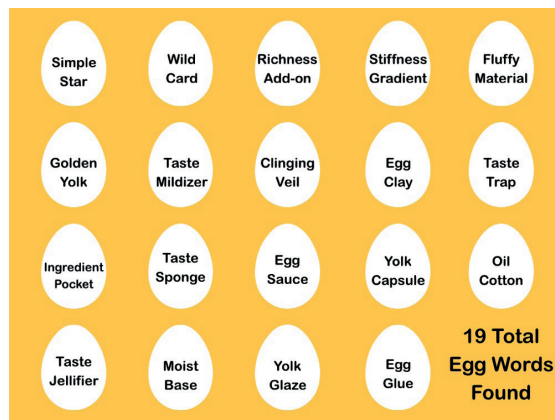 Simple
Star
Wild
Card
Richness
Add-on
Stiffness
Gradient
Fluffy
Material
Golden
Yolk
Taste
Mildizer
Clinging
Veil
Egg
Clay
Taste
Trap
Ingredient
Pocket
Taste
Sponge
Egg
Sauce
Yolk
Capsule
Oil
Cotton
Taste
Jellifier
Moist
Base
Yolk
Glaze
Egg
Glue
19 Total
Egg Words
Found